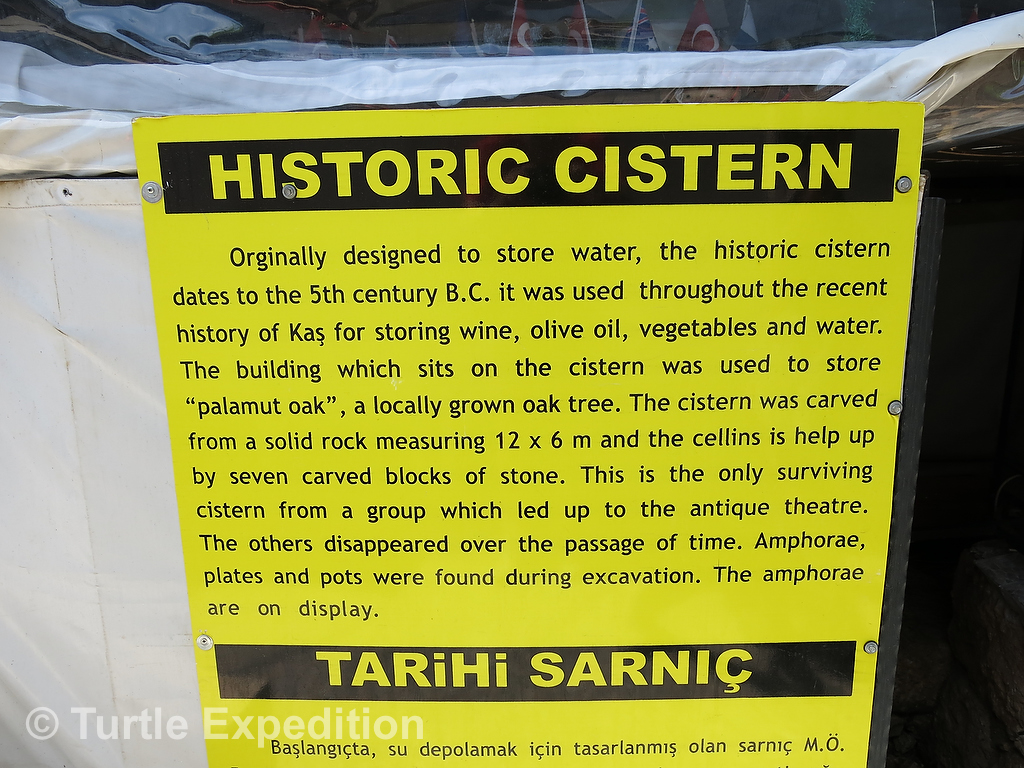 HISTORIC CISTERN
Orginally designed to store water, the historic cistern
dates to the 5th century B.C. it was used throughout the recent
history of Kaş for storing wine, olive oil, vegetables and water.
The building which sits on the cistern was used to store
“palamut oak”, a locally grown oak tree. The cistern was carved
from a solid rock measuring 12 x 6 m and the cellins is help up
by seven carved blocks of stone. This is the only surviving
cistern from a group which led up to the antique theatre.
The others disappeared over the passage of time. Amphorae,
plates and pots were found during excavation. The amphorae
are on display.
TARiHi SARNIÇ
Başlangıçta, su depolamak için tasarlanmış olan sarnıç M.Ö.
© Turtle Expedition